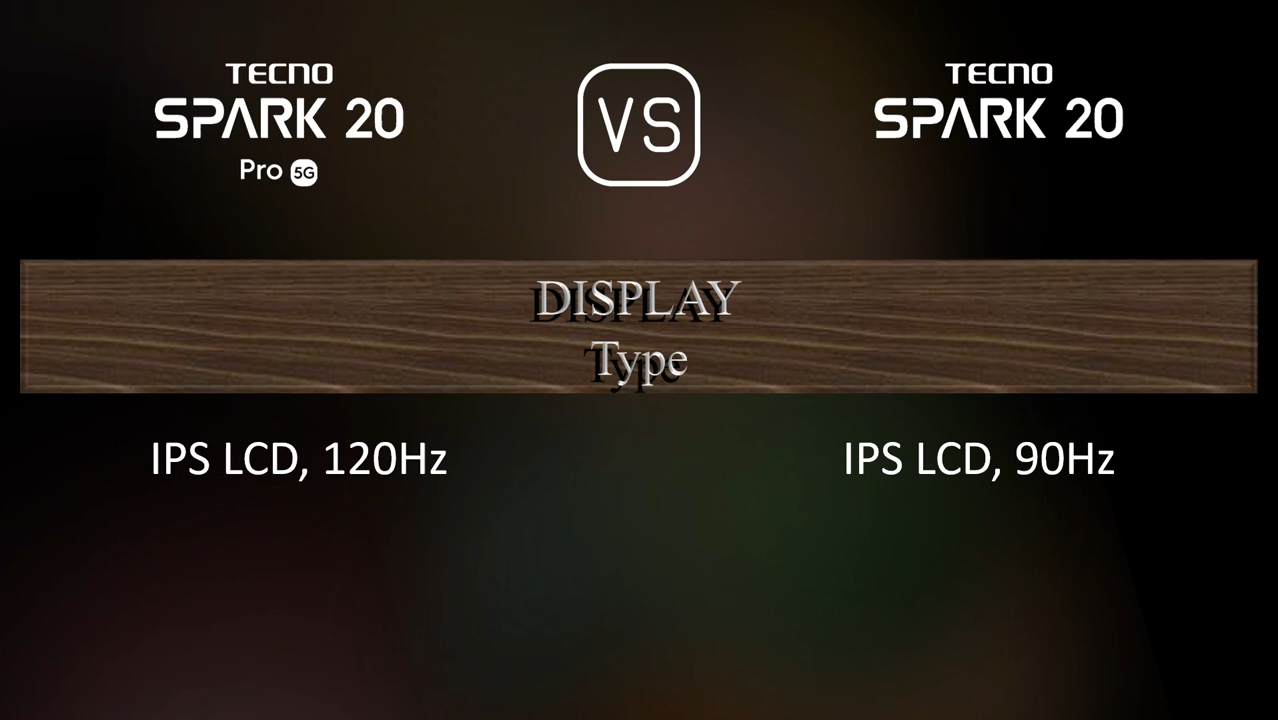 TECNO
SPARK 20
Pro 5G
VS
TECNO
SPARK 20
DISPLAY
Type
IPS LCD, 120Hz
IPS LCD, 90Hz